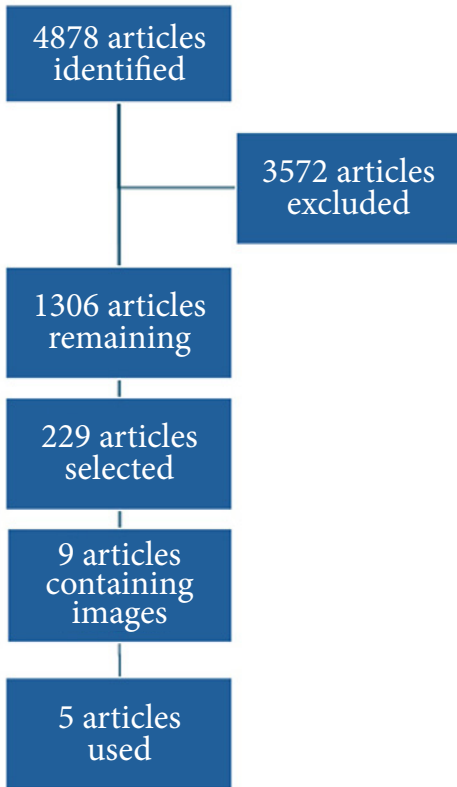 4878 articles
identified
3572 articles
excluded
1306 articles
remaining
229 articles
selected
9 articles
containing
images
5 articles
used